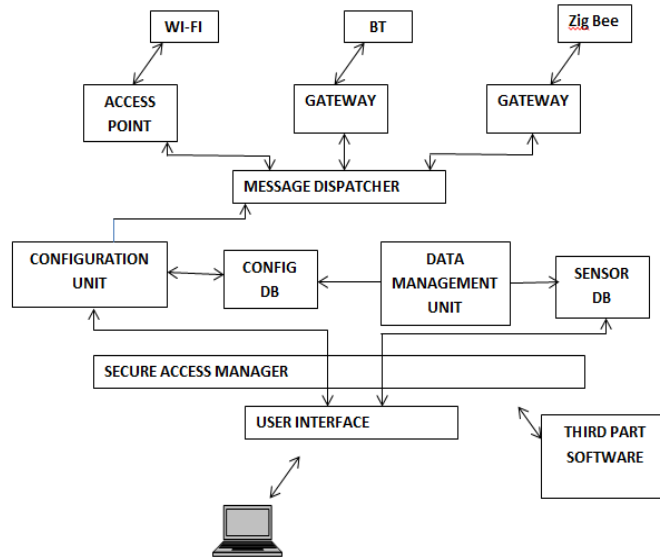 WI-FI
BT
Zig Bee
ACCESS
POINT
GATEWAY
GATEWAY
MESSAGE DISPATCHER
CONFIGURATION
UNIT
CONFIG
DB
DATA
MANAGEMENT
UNIT
SENSOR
DB
SECURE ACCESS MANAGER
USER INTERFACE
THIRD PART
SOFTWARE